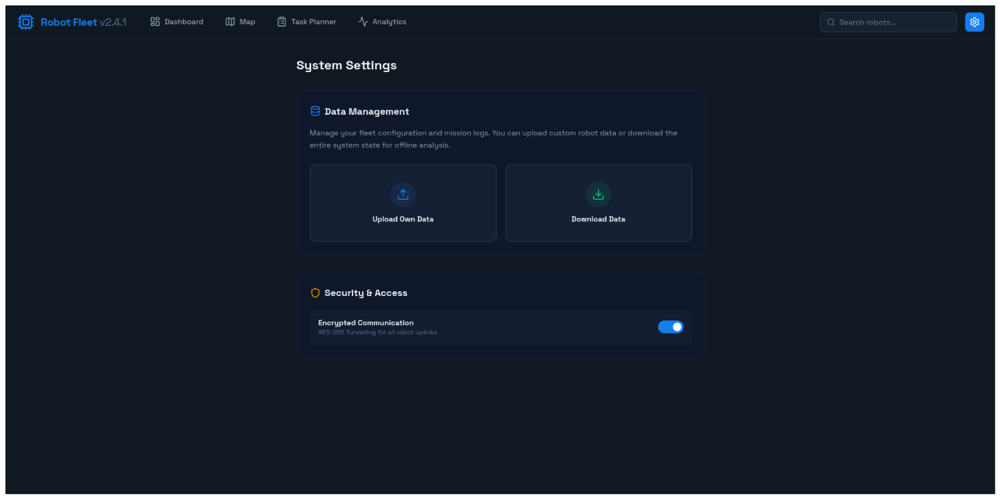 Robot Fleet v2.4.1
Dashboard
Map
Task Planner
Analytics
Search robots...
System Settings
Data Management
Manage your fleet configuration and mission logs. You can upload custom robot data or download the
entire system state for offline analysis.
Upload Own Data
Download Data
Security & Access
Encrypted Communication
AES-256 Tunneling for all robot uplinks